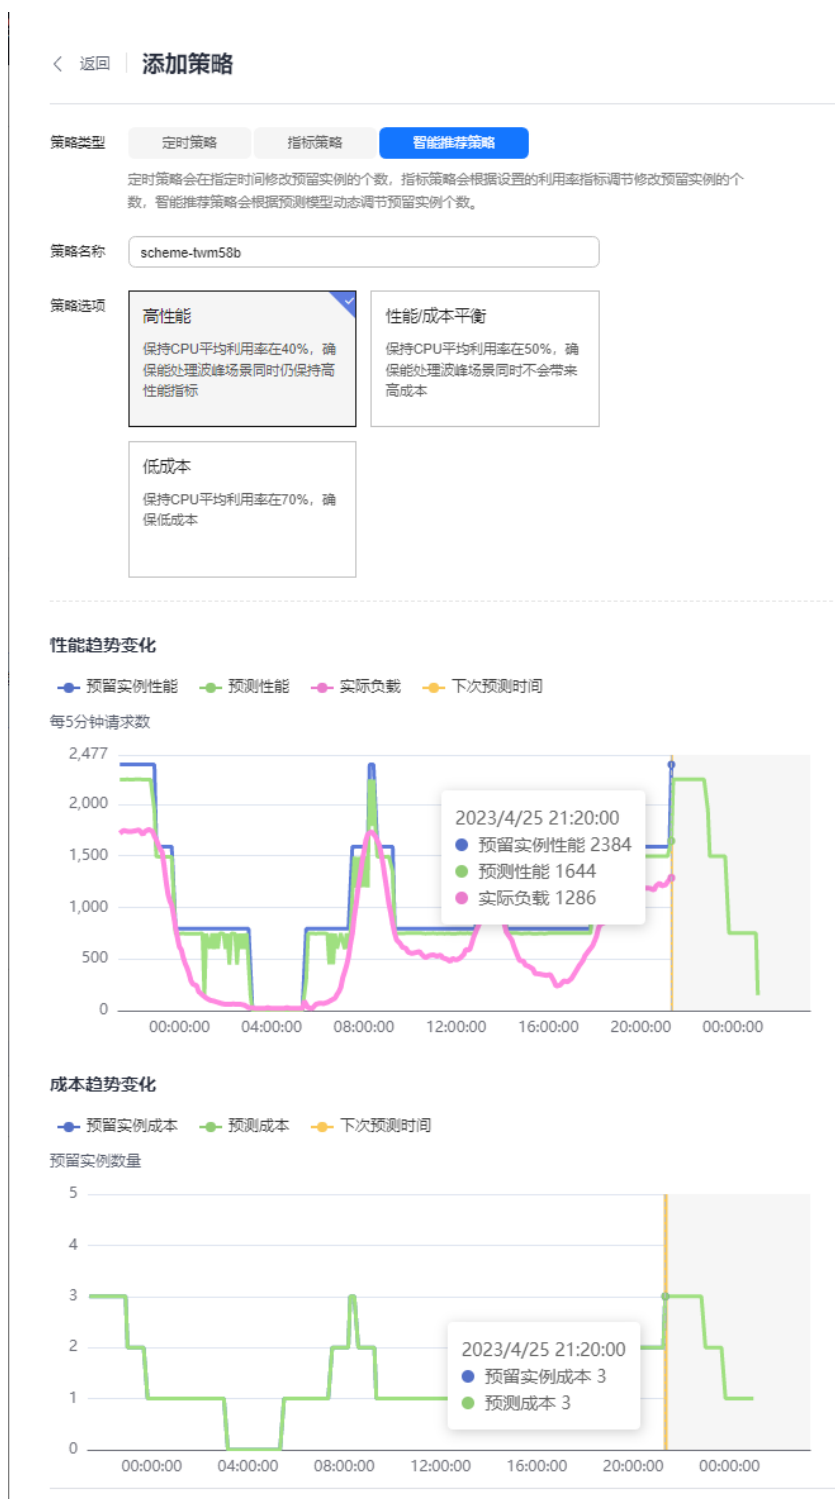 返回 添加策略
策略类型 定时策略 指标策略 智能推荐策略
定时策略会在指定时间修改预留实例的个数，指标策略会根据设置的利用率指标调节修改预留实例的个
数，智能推荐策略会根据预测模型动态调节预留实例个数。
策略名称 scheme-twm58b
策略选项
高性能
保持CPU平均利用率在40%，确
保能处理波峰场景同时仍保持高
性能指标
性能/成本平衡
保持CPU平均利用率在50%，确
保能处理波峰场景同时不会带来
高成本
低成本
保持CPU平均利用率在70%，确
保低成本
性能趋势变化
预留实例性能 预测性能 实际负载 下次预测时间
每5分钟请求数
2,477
2,000
1,500
1,000
500
0
2023/4/25 21:20:00
预留实例性能 2384
预测性能 1644
实际负载 1286
00:00:00 04:00:00 08:00:00 12:00:00 16:00:00 20:00:00 00:00:00
成本趋势变化
预留实例成本 预测成本 下次预测时间
预留实例数量
5
4
3
2
1
0
2023/4/25 21:20:00
预留实例成本 3
预测成本 3
00:00:00 04:00:00 08:00:00 12:00:00 16:00:00 20:00:00 00:00:00